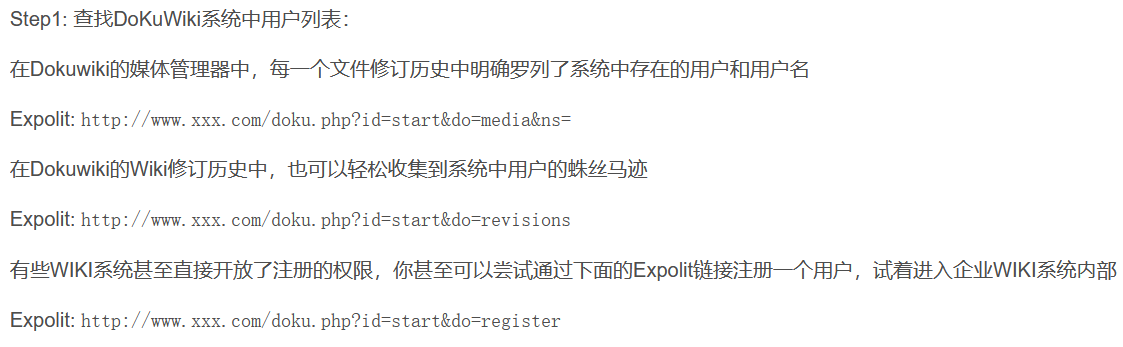 Step1: 查找DoKuWiki系统中用户列表：
在Dokuwiki的媒体管理器中，每一个文件修订历史中明确罗列了系统中存在的用户和用户名
Expolit: http://www.xxx.com/doku.php?id=start&do=media&ns=
在Dokuwiki的Wiki修订历史中，也可以轻松收集到系统中用户的蛛丝马迹
Expolit: http://www.xxx.com/doku.php?id=start&do=revisions
有些WIKI系统甚至直接开放了注册的权限，你甚至可以尝试通过下面的Expolit链接注册一个用户，试着进入企业WIKI系统内部
Expolit: http://www.xxx.com/doku.php?id=start&do=register